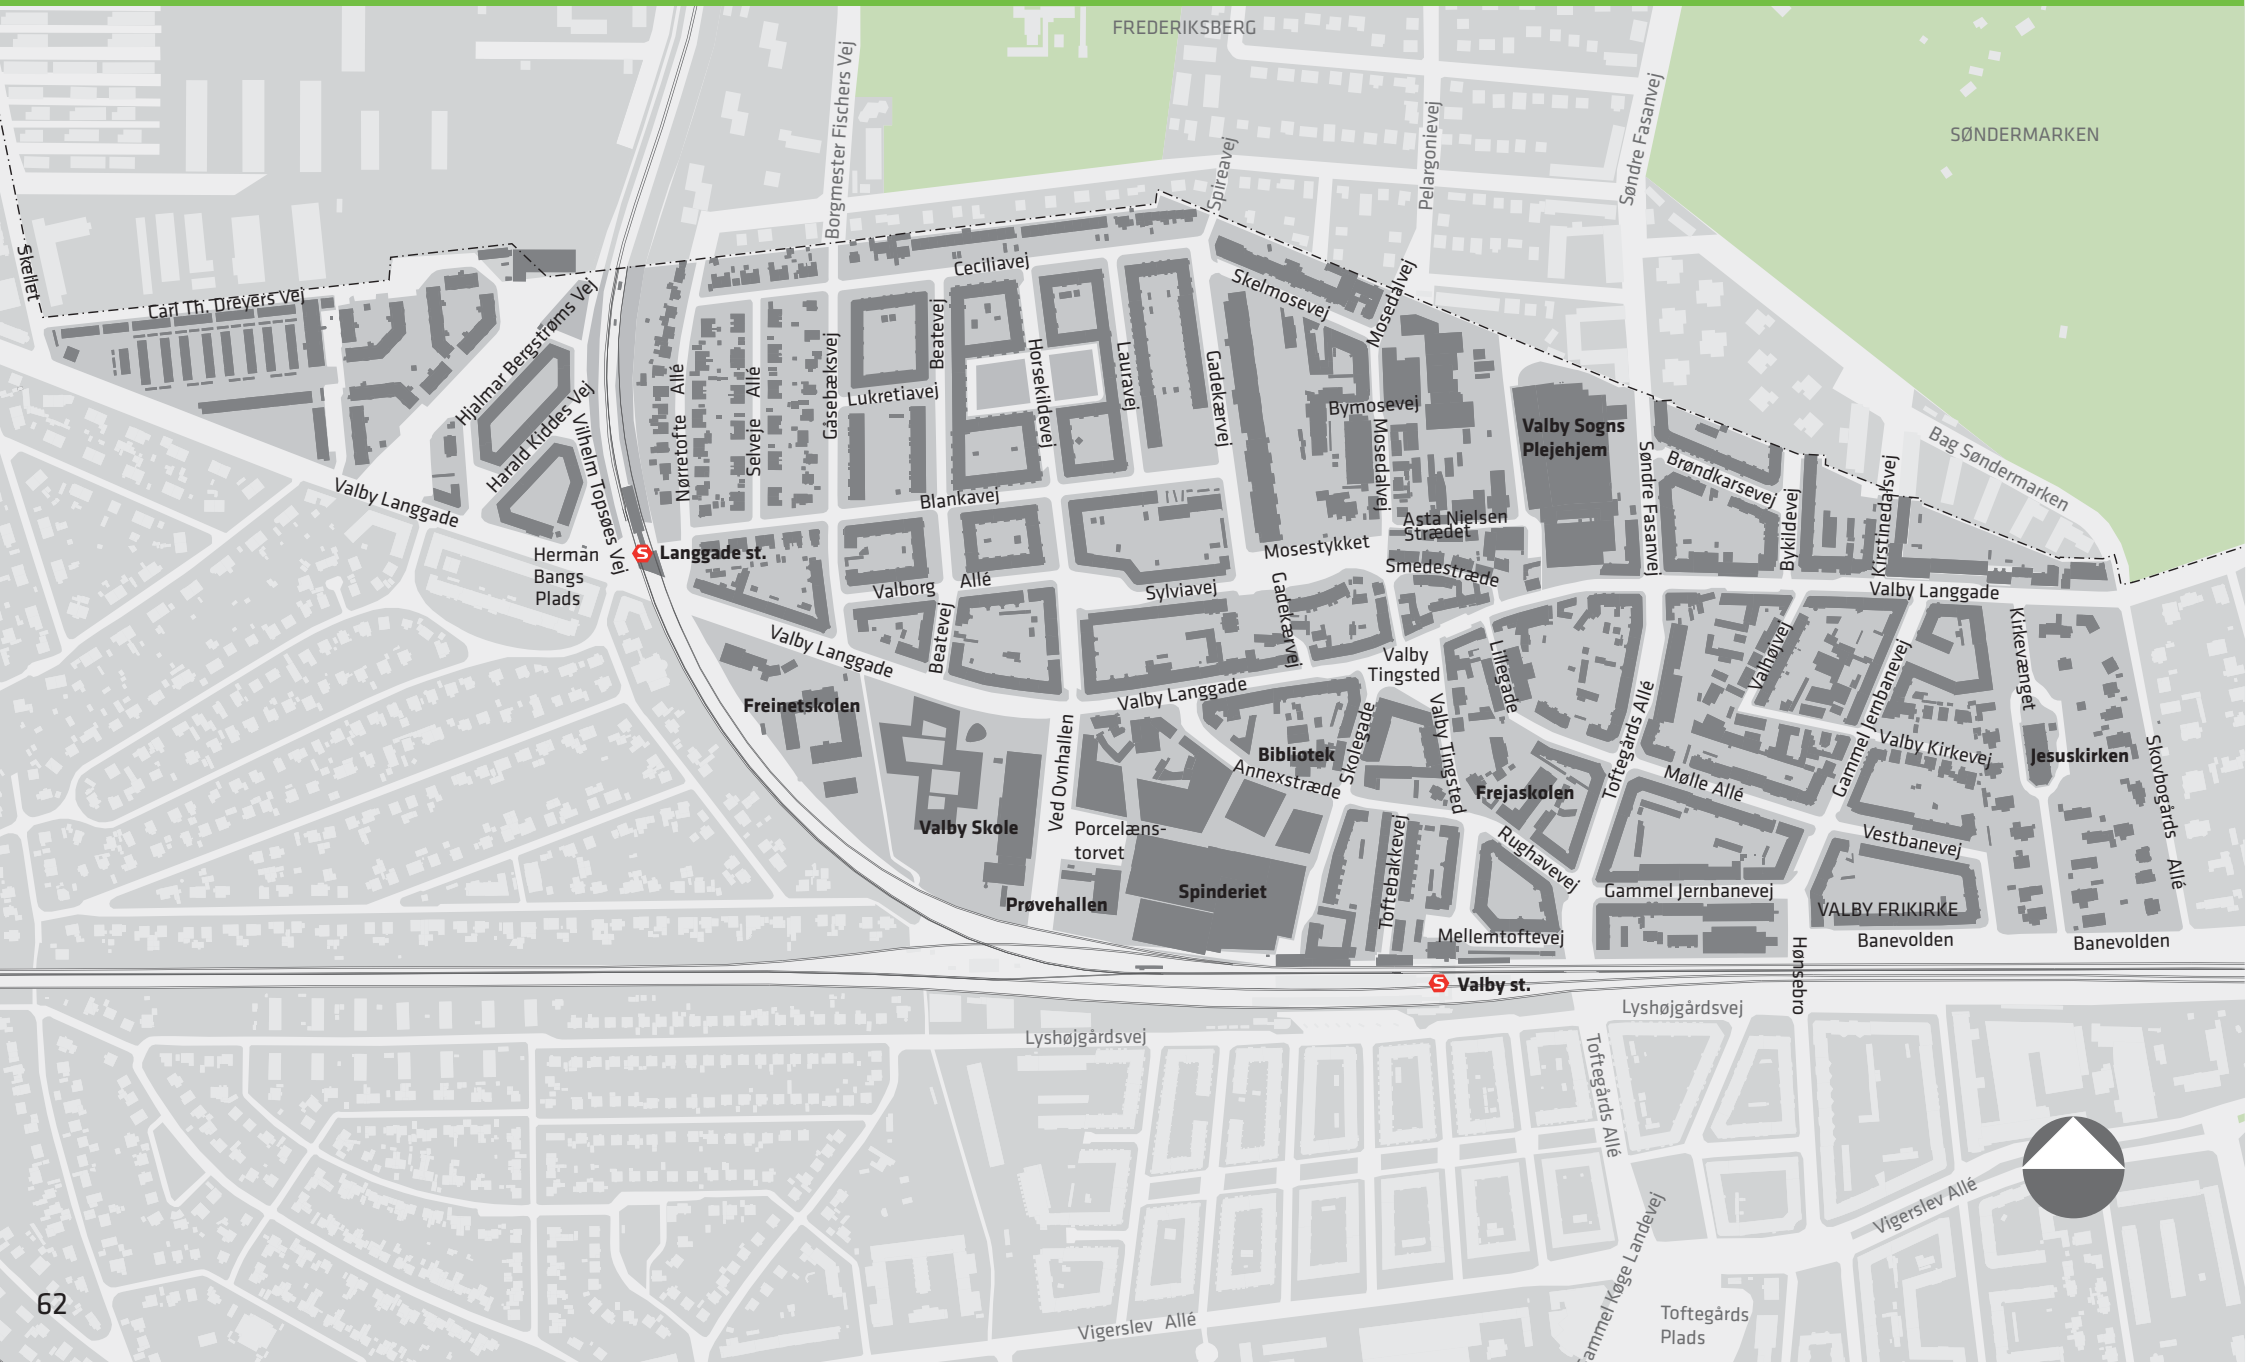 FREDERIKSBERG
Borgmester Fischers Vej
Søndre Fasanvej
Pelargonievej
SØNDERMARKEN
Spireavej
Skellet
Carl Th. Dreyers Vej
Ceciliavej
Skelmosevej
Mosedalvej
Hjalmar Bergstrøms Vej
Harald Kiddes Vej
Vilhelm Topsøes Vej
Nørretofte Allé
Selveje Allé
Gåsebæksvej
Beatevej
Lukretiavej
Horsekildevej
Lauravej
Gadekærvej
Bymosevej
Mosedalvej
Valby Sogns
Plejehjem
Søndre Fasanvej
Brøndkarsevej
Bykildevej
Kirstinedalsvej
Bag Søndermarken
Valby Langgade
Blankavej
Asta Nielsen
Strædet
Mosestykket
Smedestræde
Herman
Bangs
Plads
S Langgade st.
Valborg Allé
Sylviavej
Gadekærvej
Valby Langgade
Kirkevænget
Valby Langgade
Beatevej
Valby
Tingsted
Lillegade
Valhøjvej
Gammel Jernbanevej
Valby Langgade
Freinetskolen
Ved Ovnhallen
Bibliotek
Skolegade
Valby Tingsted
Toftegårds Allé
Valby Kirkevej
Jesuskirken
Skovbogårds Allé
Annexstræde
Frejaskolen
Mølle Allé
Valby Skole
Porcelæns-
torvet
Toftebakkevej
Rughavevej
Vestbanevej
Spinderiet
Prøvehallen
Gammel Jernbanevej
VALBY FRIKIRKE
Mellemtoftevej
Banevolden
Banevolden
Hønsebro
S Valby st.
Lyshøjgårdsvej
Lyshøjgårdsvej
Toftegårds Allé
Vigerslev Allé
Gammel Køge Landevej
62
Vigerslev Allé
Toftegårds
Plads